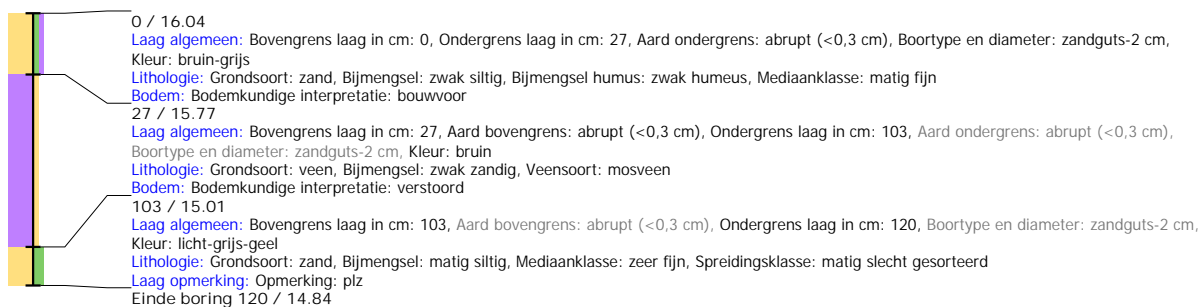 0 / 16.04
Laag algemeen: Bovengrens laag in cm: 0, Ondergrens laag in cm: 27, Aard ondergrens: abrupt (<0,3 cm), Boortype en diameter: zandguts-2 cm,
Kleur: bruin-grijs
Lithologie: Grondsoort: zand, Bijmengsel: zwak siltig, Bijmengsel humus: zwak humeus, Mediaanklasse: matig fijn
Bodem: Bodemkundige interpretatie: bouwvoor
27 / 15.77
Laag algemeen: Bovengrens laag in cm: 27, Aard bovengrens: abrupt (<0,3 cm), Ondergrens laag in cm: 103, Aard ondergrens: abrupt (<0,3 cm),
Boortype en diameter: zandguts-2 cm, Kleur: bruin
Lithologie: Grondsoort: veen, Bijmengsel: zwak zandig, Veensoort: mosveen
Bodem: Bodemkundige interpretatie: verstoord
103 / 15.01
Laag algemeen: Bovengrens laag in cm: 103, Aard bovengrens: abrupt (<0,3 cm), Ondergrens laag in cm: 120, Boortype en diameter: zandguts-2 cm,
Kleur: licht-grijs-geel
Lithologie: Grondsoort: zand, Bijmengsel: matig siltig, Mediaanklasse: zeer fijn, Spreidingsklasse: matig slecht gesorteerd
Laag opmerking: Opmerking: plz
Einde boring 120 / 14.84